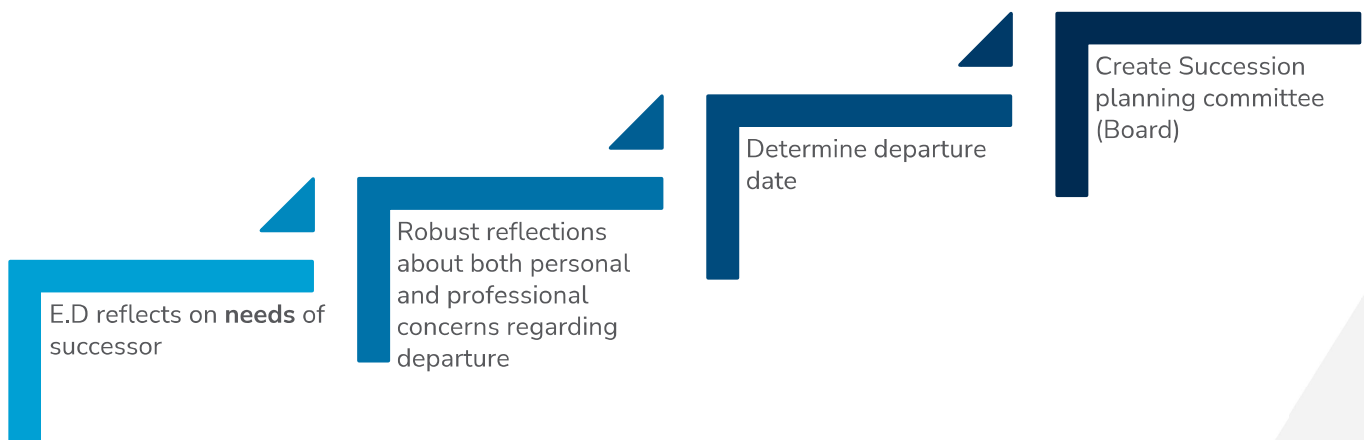 E.D reflects on needs of
successor
Robust reflections
about both personal
and professional
concerns regarding
departure
Determine departure
date
Create Succession
planning committee
(Board)